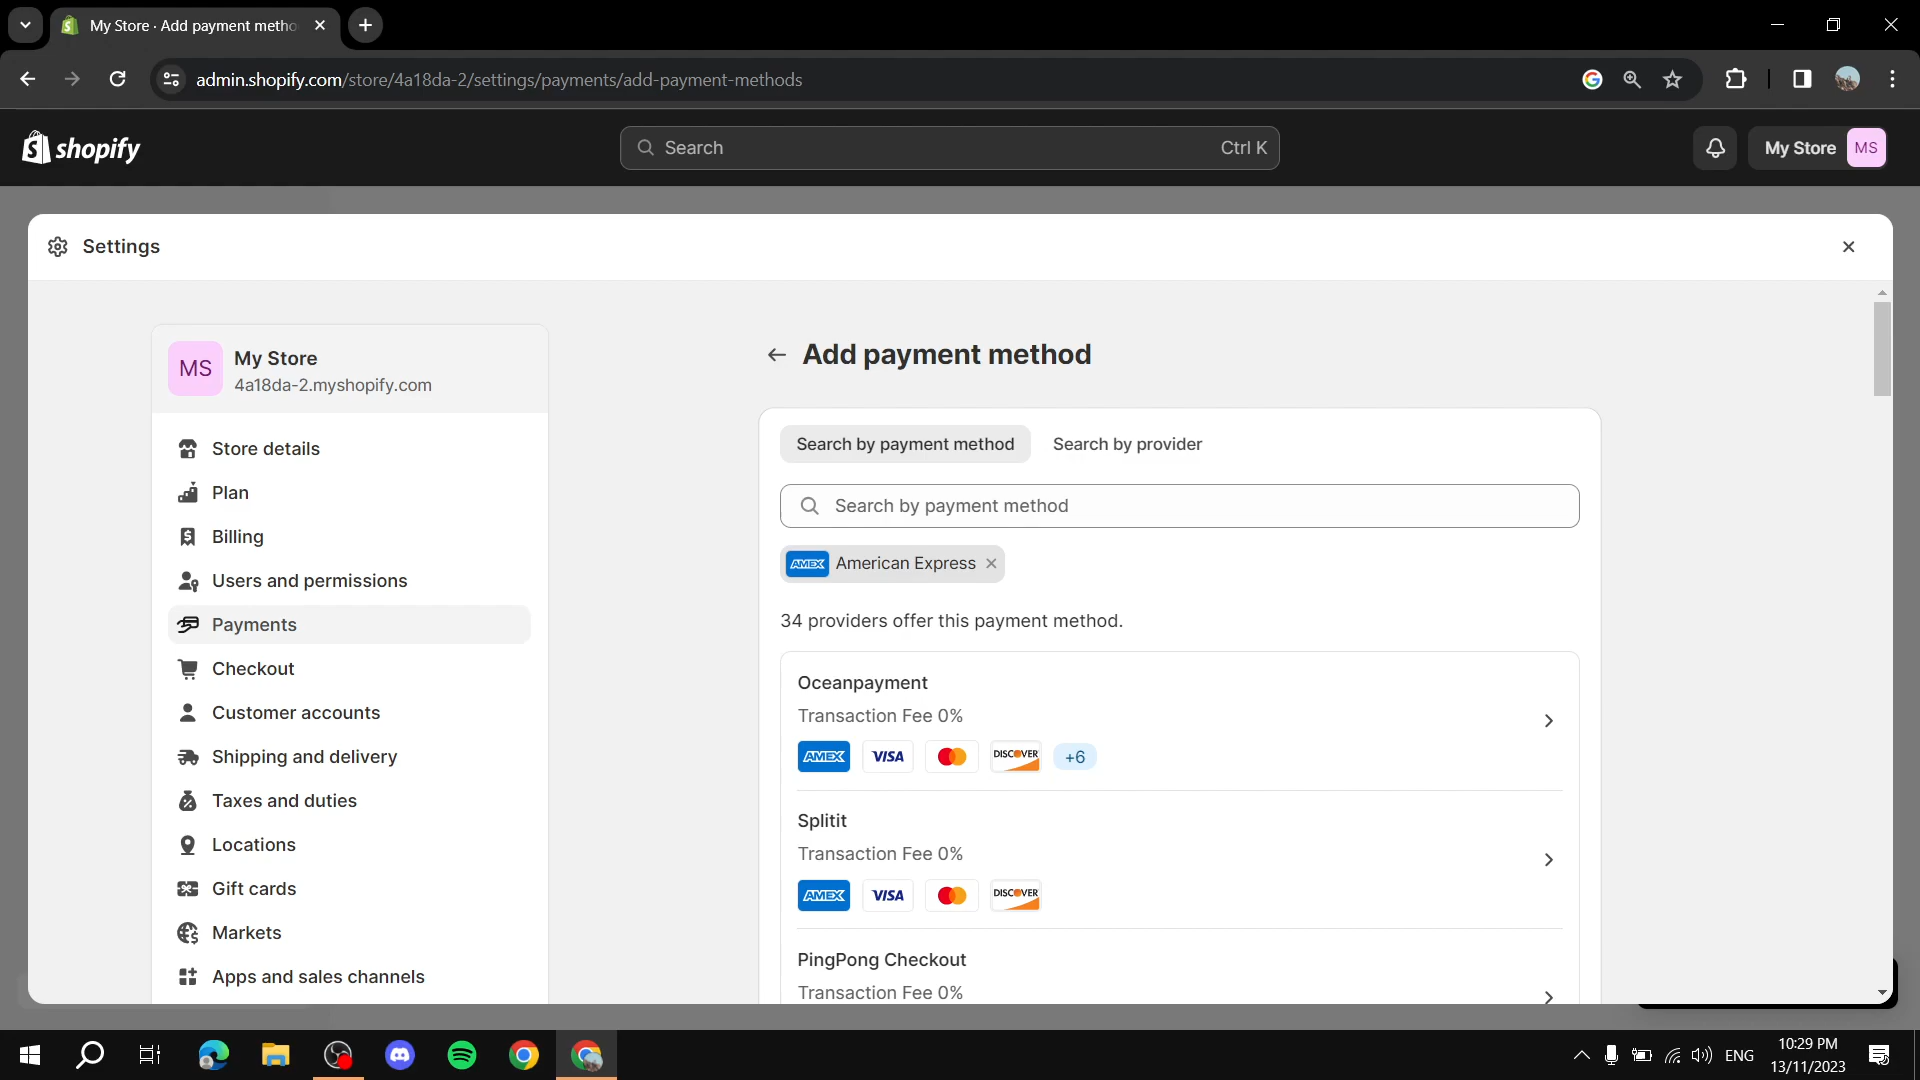 My Store · Add payment metho
admin.shopify.com/store/4a18da-2/settings/payments/add-payment-methods
shopify
Search
Ctrl K
My Store
MS
Settings
MS
My Store
4a18da-2.myshopify.com
Store details
Plan
Billing
Users and permissions
Payments
Checkout
Customer accounts
Shipping and delivery
Taxes and duties
Locations
Gift cards
Markets
Apps and sales channels
Add payment method
Search by payment method
Search by provider
Search by payment method
AMEX
American Express
34 providers offer this payment method.
Oceanpayment
Transaction Fee 0%
AMEX VISA DISCOVER +6
Splitit
Transaction Fee 0%
AMEX VISA DISCOVER
PingPong Checkout
Transaction Fee 0%
ENG
10:29 PM
13/11/2023